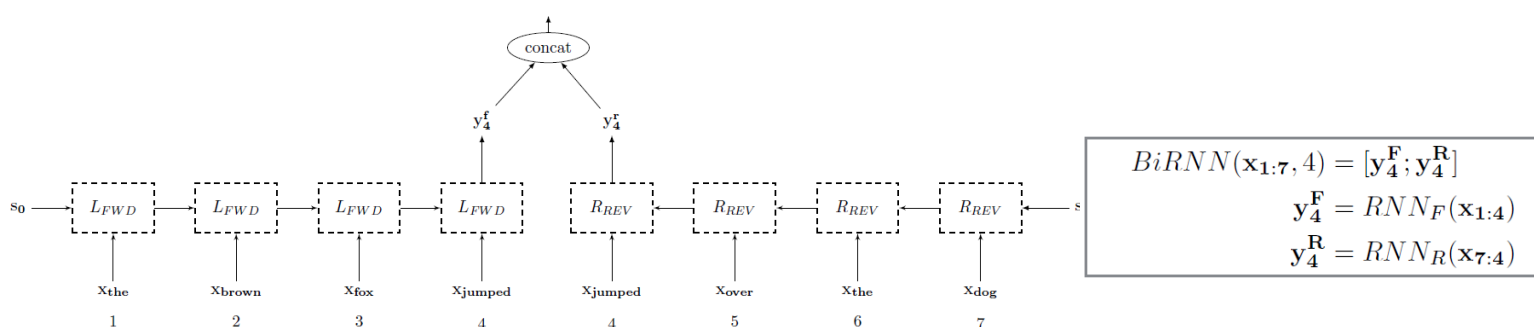 concat
y₄ᶠ y₄ʳ
s₀ L_FWD L_FWD L_FWD L_FWD R_REV R_REV R_REV R_REV s
x_the x_brown x_fox x_jumped x_jumped x_over x_the x_dog
1 2 3 4 4 5 6 7
BiRNN(x₁:₇, 4) = [y₄ᶠ; y₄ᴿ]
y₄ᶠ = RNN_F(x₁:₄)
y₄ᴿ = RNN_R(x₇:₄)